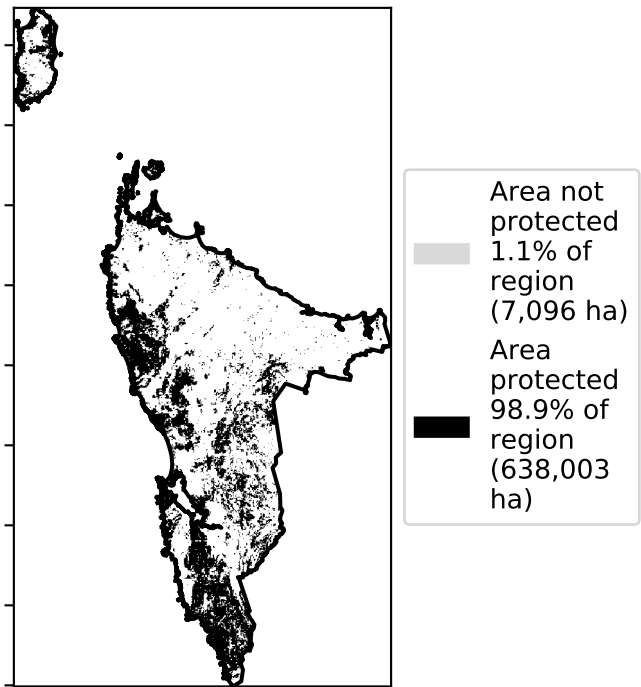 Area not
protected
1.1% of
region
(7,096 ha)
Area
protected
98.9% of
region
(638,003
ha)